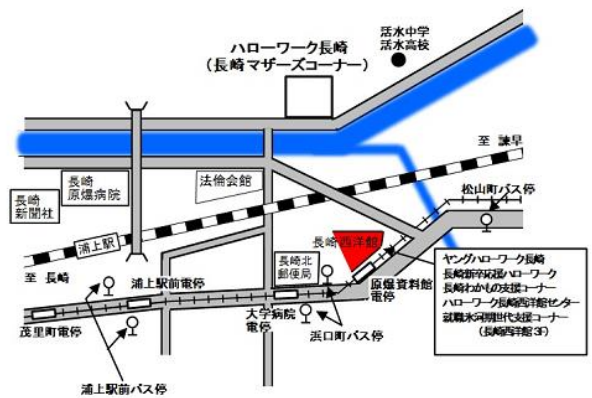 ハローワーク長崎
（長崎マザーズコーナー）
活水中学
活水高校
至 諫早
長崎
原爆病院
法倫会館
長崎
新聞社
浦上駅
松山町バス停
長崎西洋館
至 長崎
浦上駅前電停
長崎北
郵便局
原爆資料館
電停
ヤングハローワーク長崎
長崎新卒応援ハローワーク
長崎わかもの支援コーナー
ハローワーク長崎西洋館センター
就職氷河期世代支援コーナー
（長崎西洋館 3F）
茂里町電停
大学病院
電停
浜口町バス停
浦上駅前バス停